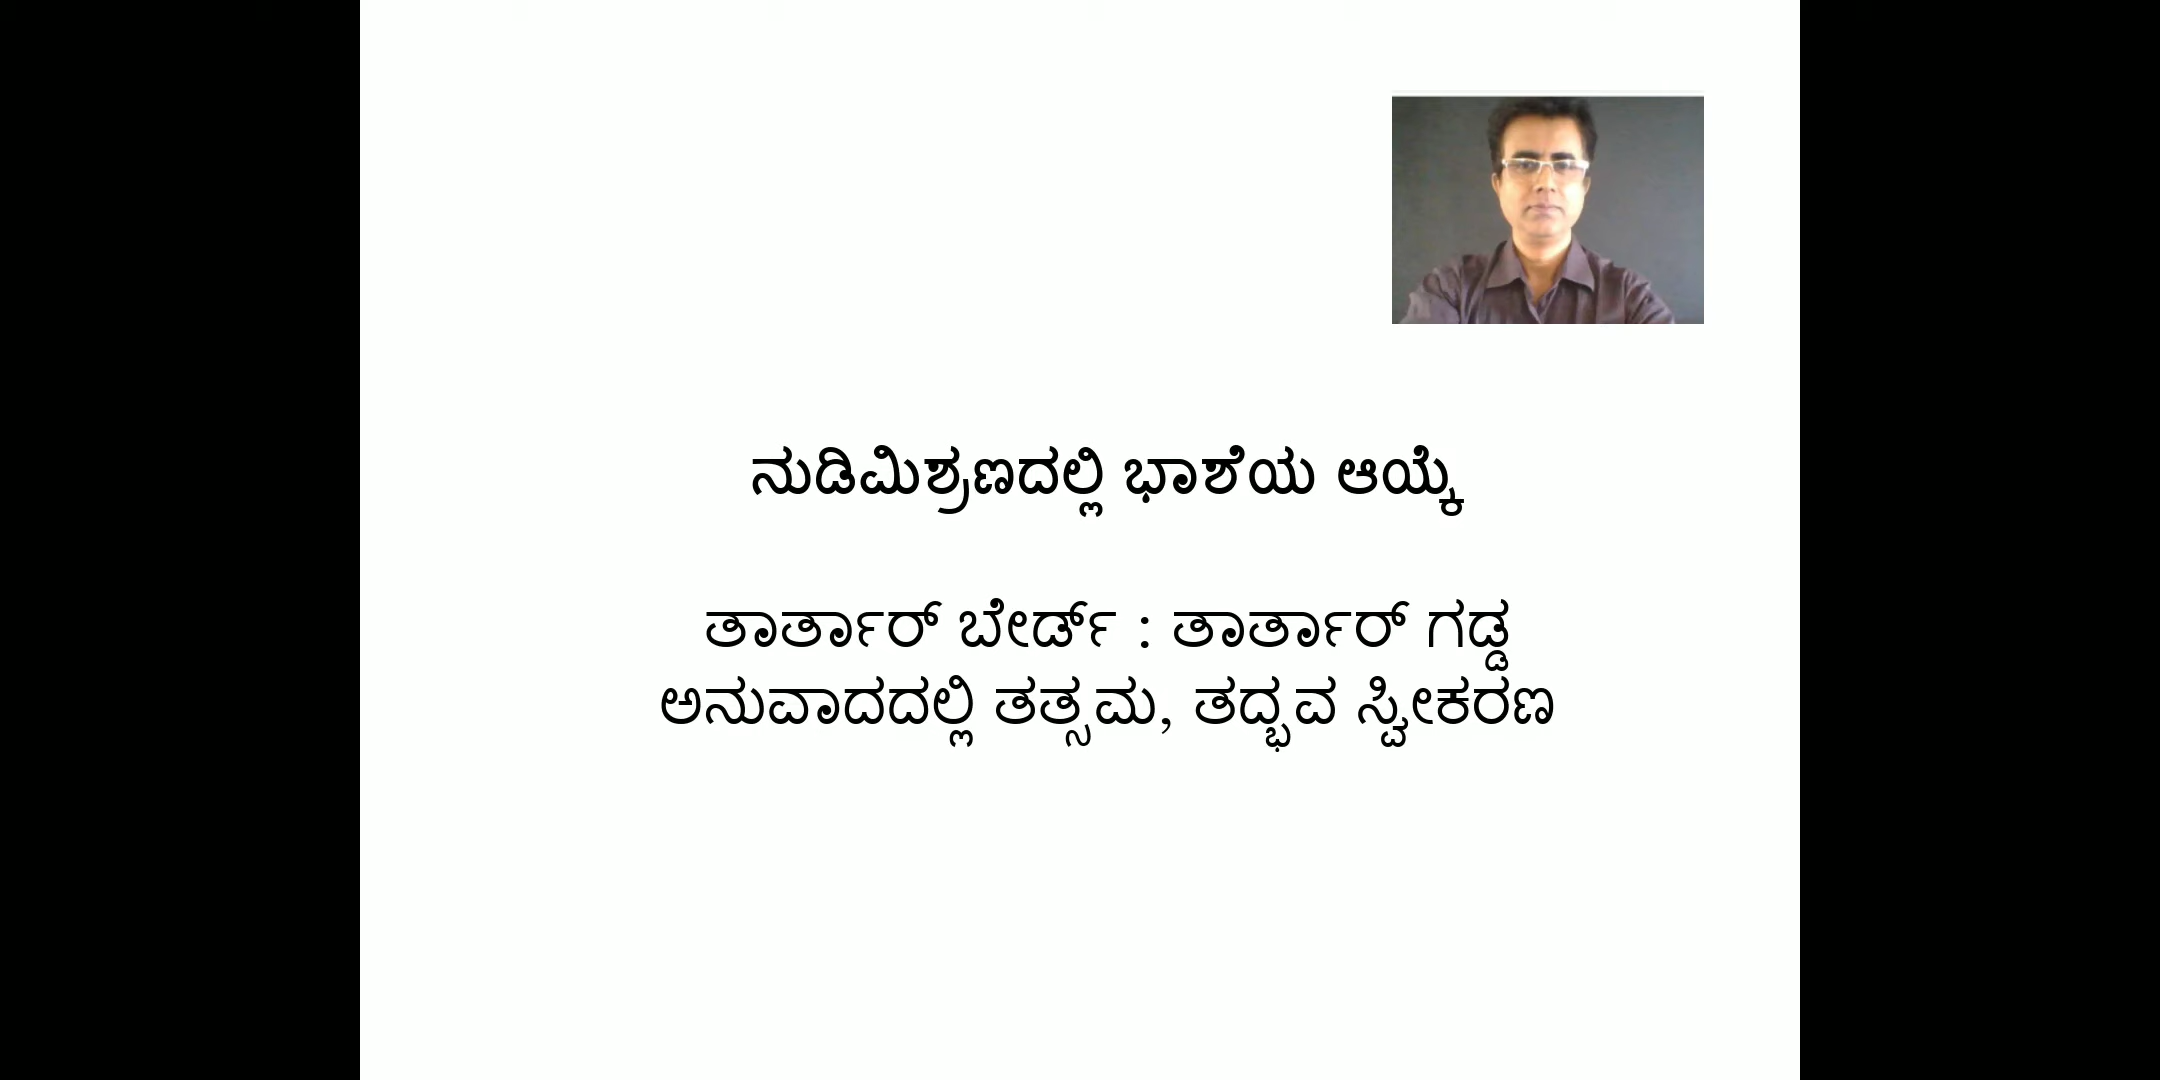 ನುಡಿಮಿಶ್ರಣದಲ್ಲಿ ಭಾಶೆಯ ಆಯ್ಕೆ
ತಾರ್ತಾರ್ ಬೇರ್ಡ್ : ತಾರ್ತಾರ್ ಗಡ್ಡ
ಅನುವಾದದಲ್ಲಿ ತತ್ಸಮ, ತದ್ಭವ ಸ್ವೀಕರಣ